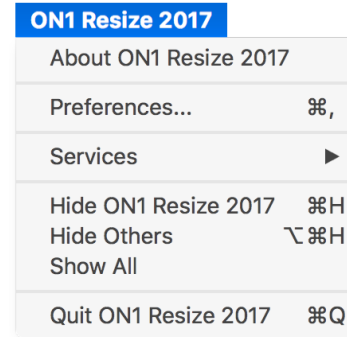 ON1 Resize 2017
About ON1 Resize 2017
Preferences... ⌘,
Services ▶
Hide ON1 Resize 2017 ⌘H
Hide Others ⌥⌘H
Show All
Quit ON1 Resize 2017 ⌘Q